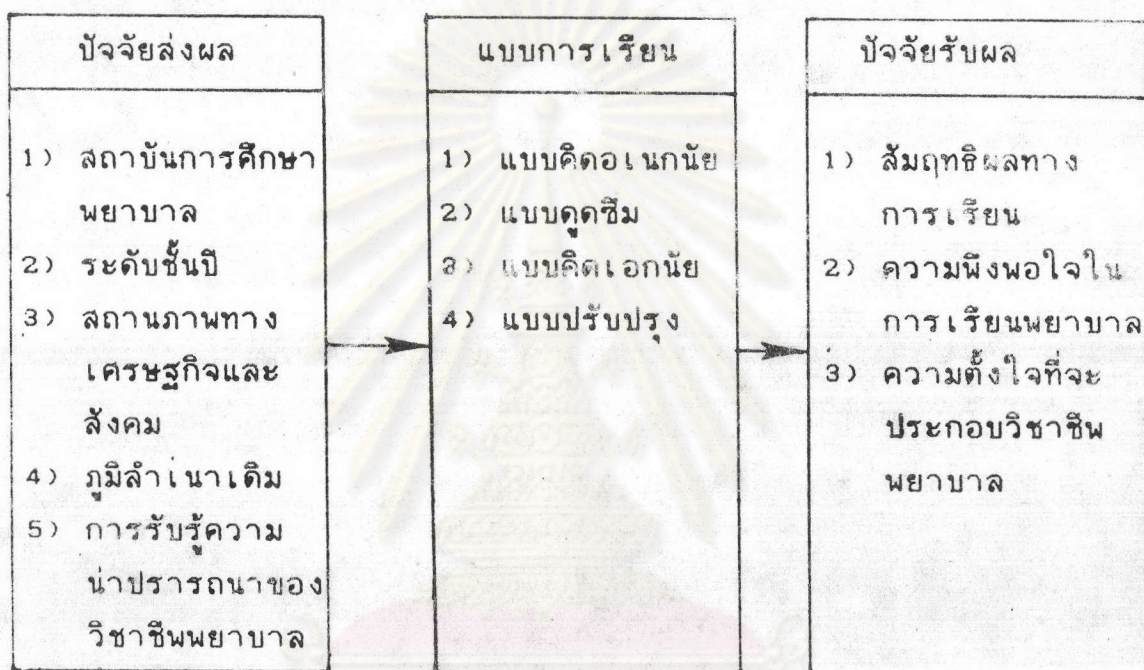 ปัจจัยส่งผล
1) สถาบันการศึกษา
พยาบาล
2) ระดับชั้นปี
3) สถานภาพทาง
เศรษฐกิจและ
สังคม
4) ภูมิลำเนาเดิม
5) การรับรู้ความ
น่าปรารถนาของ
วิชาชีพพยาบาล
แบบการเรียน
1) แบบคิดอเนกนัย
2) แบบดูดซึม
3) แบบคิดเอกนัย
4) แบบปรับปรุง
ปัจจัยรับผล
1) สัมฤทธิผลทาง
การเรียน
2) ความพึงพอใจใน
การเรียนพยาบาล
3) ความตั้งใจที่จะ
ประกอบวิชาชีพ
พยาบาล